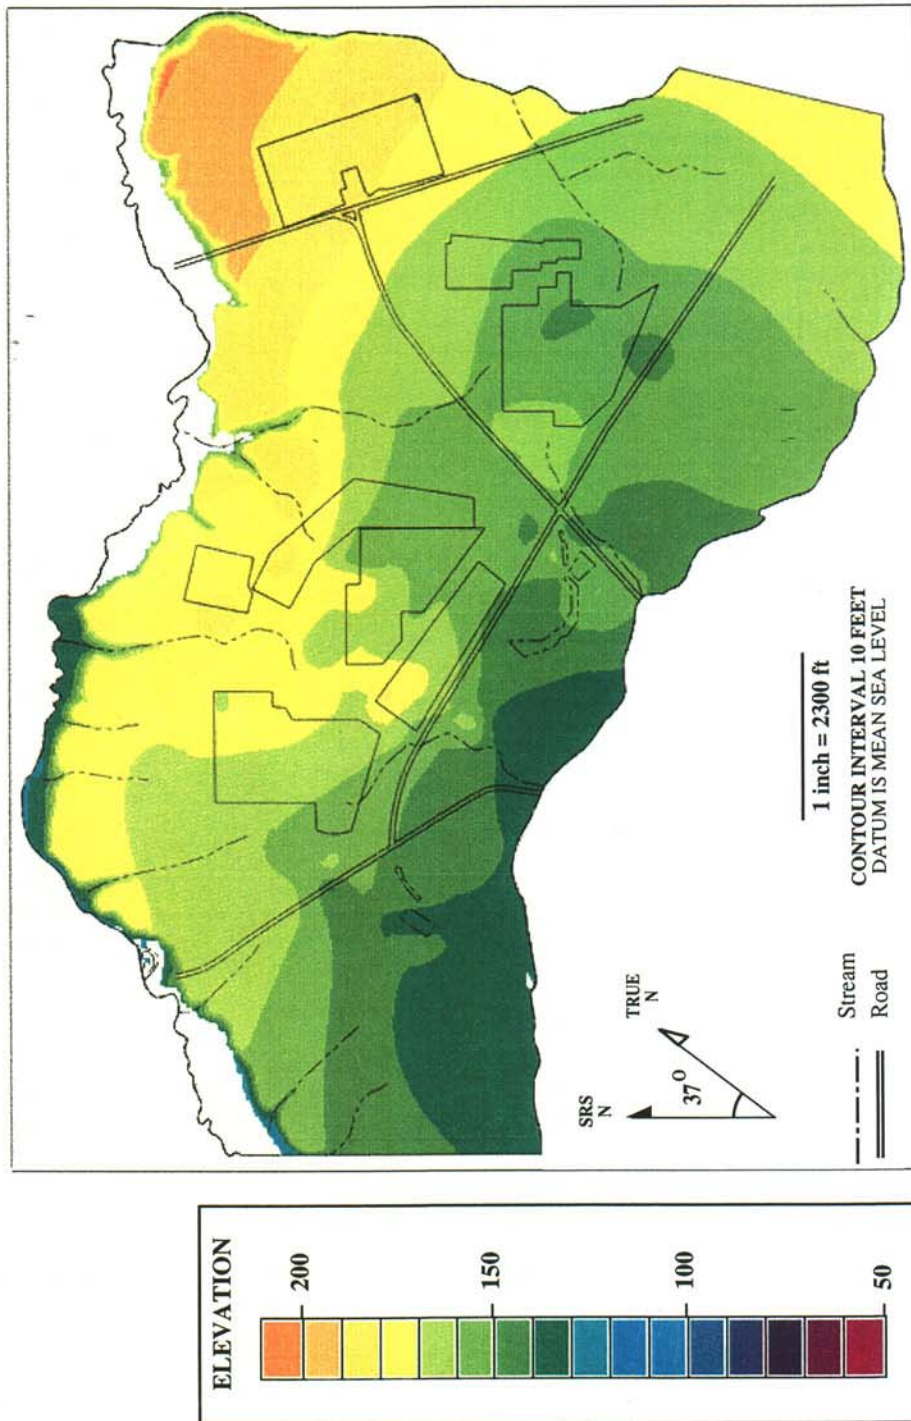 SRS
N
TRUE
N
37O
1 inch = 2300 ft
CONTOUR INTERVAL 10 FEET
DATUM IS MEAN SEA LEVEL
Stream
Road
ELEVATION
200
150
100
50